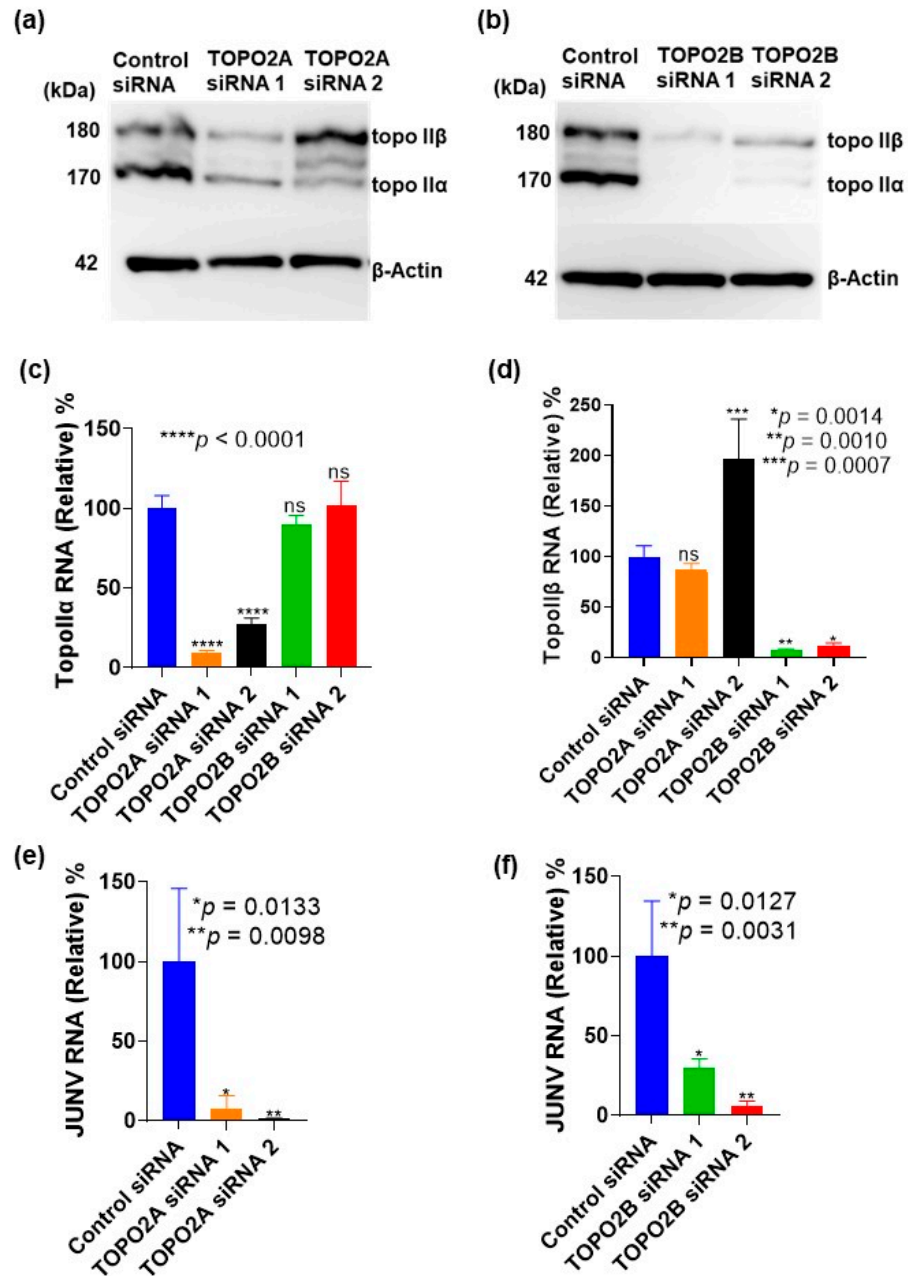 (a)
Control TOPO2A TOPO2A
siRNA siRNA 1 siRNA 2
(kDa)
180 topo IIβ
170 topo IIα
42 β-Actin
(b)
Control TOPO2B TOPO2B
siRNA siRNA 1 siRNA 2
(kDa)
180 topo IIβ
170 topo IIα
42 β-Actin
(c)
TopoIIα RNA (Relative) %
150
100
50
0
****p < 0.0001
**** **** ns ns
Control siRNA
TOPO2A siRNA 1
TOPO2A siRNA 2
TOPO2B siRNA 1
TOPO2B siRNA 2
(d)
TopoIIβ RNA (Relative) %
250
200
150
100
50
0
*p = 0.0014
**p = 0.0010
***p = 0.0007
ns *** ** *
Control siRNA
TOPO2A siRNA 1
TOPO2A siRNA 2
TOPO2B siRNA 1
TOPO2B siRNA 2
(e)
JUNV RNA (Relative) %
150
100
50
0
*p = 0.0133
**p = 0.0098
* **
Control siRNA
TOPO2A siRNA 1
TOPO2A siRNA 2
(f)
JUNV RNA (Relative) %
150
100
50
0
*p = 0.0127
**p = 0.0031
* **
Control siRNA
TOPO2B siRNA 1
TOPO2B siRNA 2